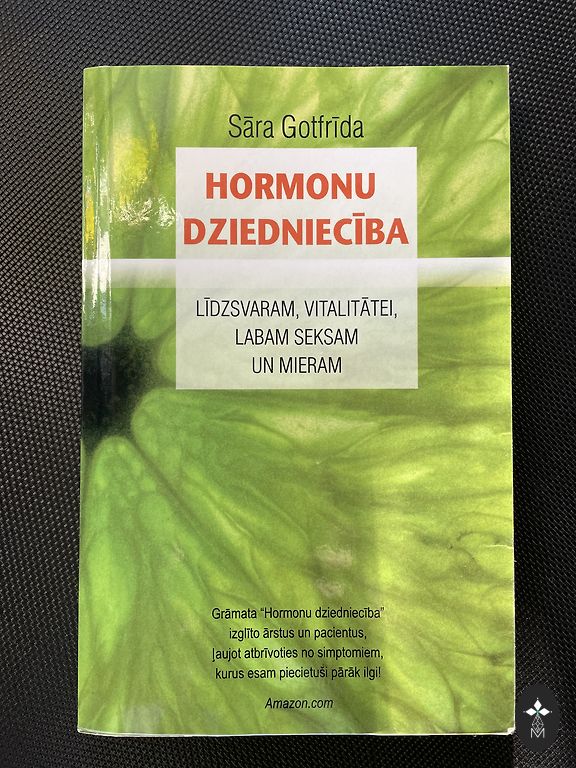 Sāra Gotfrīda
HORMONU
DZIEDNIECĪBA
LĪDZSVARAM, VITALITĀTEI,
LABAM SEKSAM
UN MIERAM
Grāmata “Hormonu dziedniecība”
izglīto ārstus un pacientus,
ļaujot atbrīvoties no simptomiem,
kurus esam piecietuši pārāk ilgi!
Amazon.com